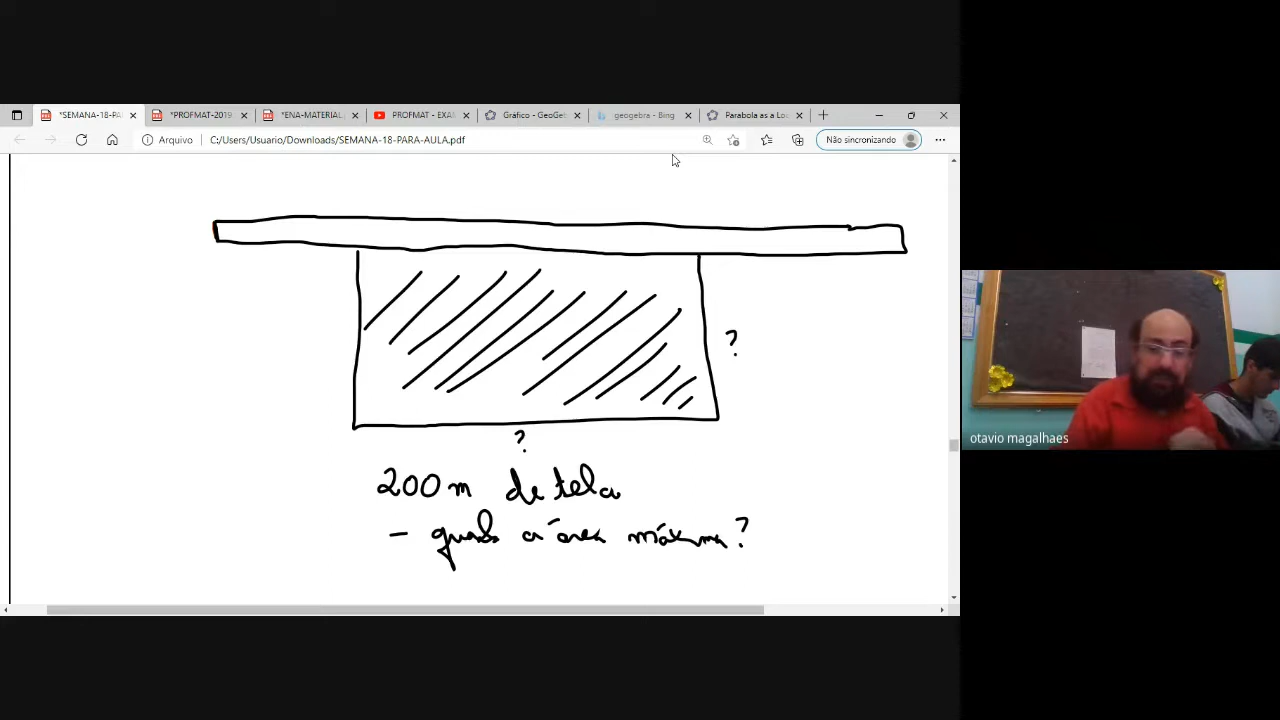 *SEMANA-18-PA
*PROFMAT-2019
*ENA-MATERIAL.
PROFMAT - EXA
Gráfico - GeoGe
geogebra - Bing
Parabola as a Lo
Arquivo
C:/Users/Usuario/Downloads/SEMANA-18-PARA-AULA.pdf
Não sincronizando
?
?
200m de tela
- qual a área máxima?
otavio magalhaes